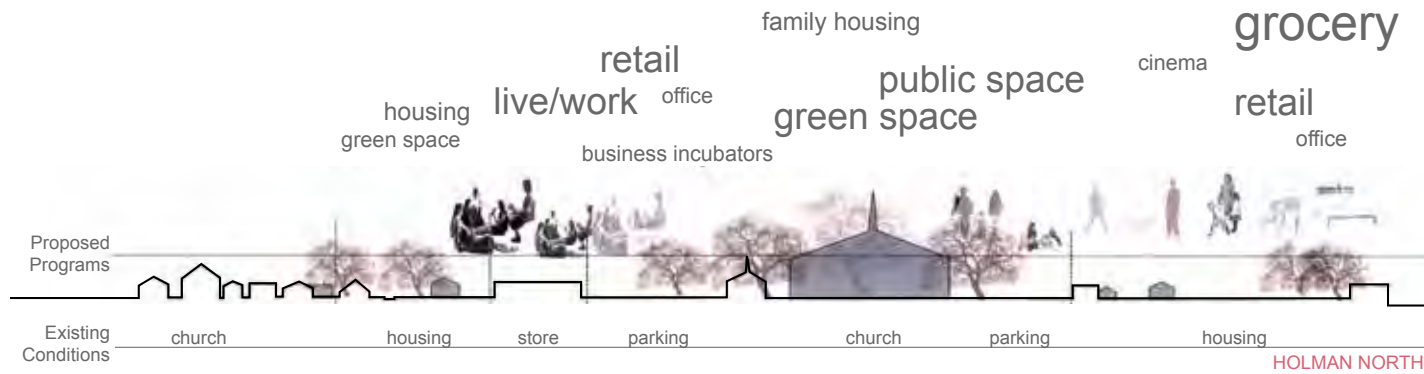 grocery
family housing
cinema
retail
public space
live/work office
retail
housing
green space
office
green space
business incubators
Proposed
Programs
Existing
Conditions
church housing store parking church parking housing
HOLMAN NORTH